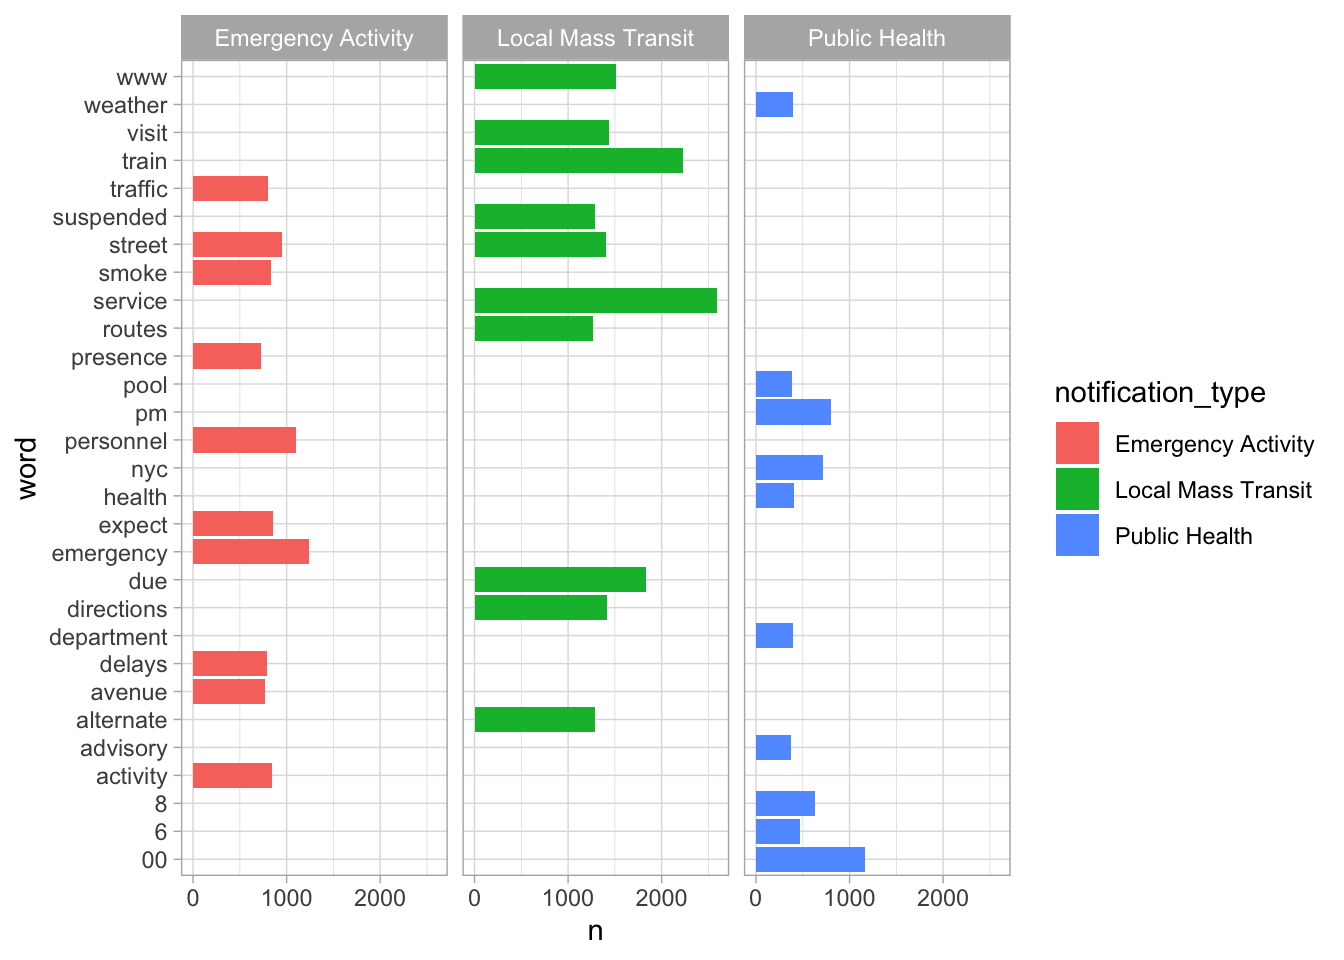 Emergency Activity
Local Mass Transit
Public Health
www
weather
visit
train
traffic
suspended
street
smoke
service
routes
presence
pool
pm
personnel
nyc
health
expect
emergency
due
directions
department
delays
avenue
alternate
advisory
activity
8
6
00
word
0 1000 2000
0 1000 2000
0 1000 2000
n
notification_type
Emergency Activity
Local Mass Transit
Public Health